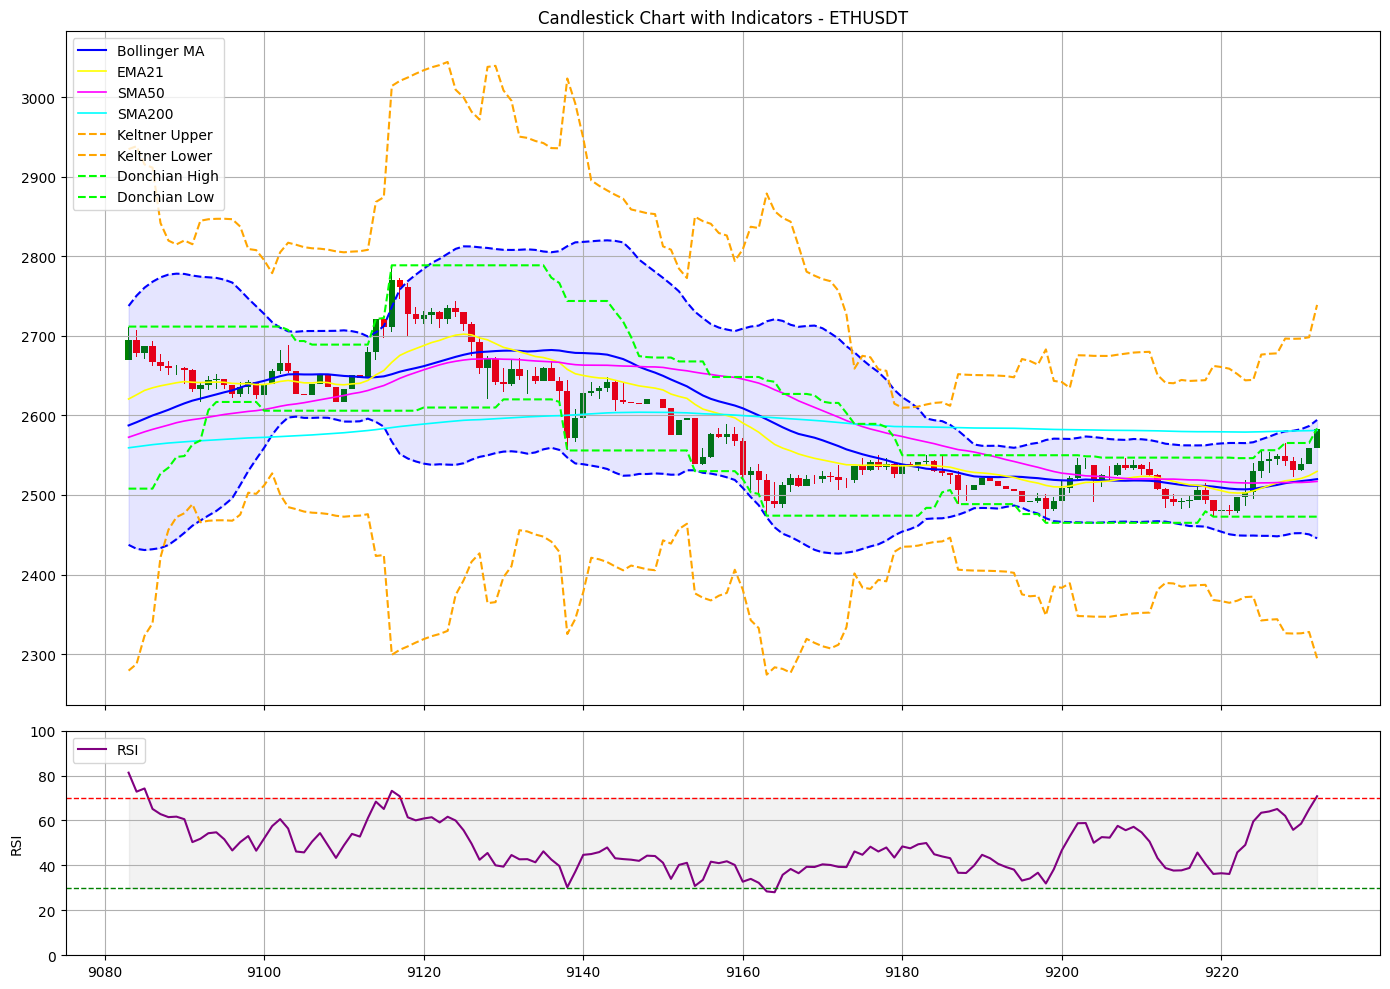 Candlestick Chart with Indicators - ETHUSDT
Bollinger MA
EMA21
SMA50
SMA200
Keltner Upper
Keltner Lower
Donchian High
Donchian Low
3000
2900
2800
2700
2600
2500
2400
2300
RSI
100
80
60
40
20
0
RSI
9080
9100
9120
9140
9160
9180
9200
9220